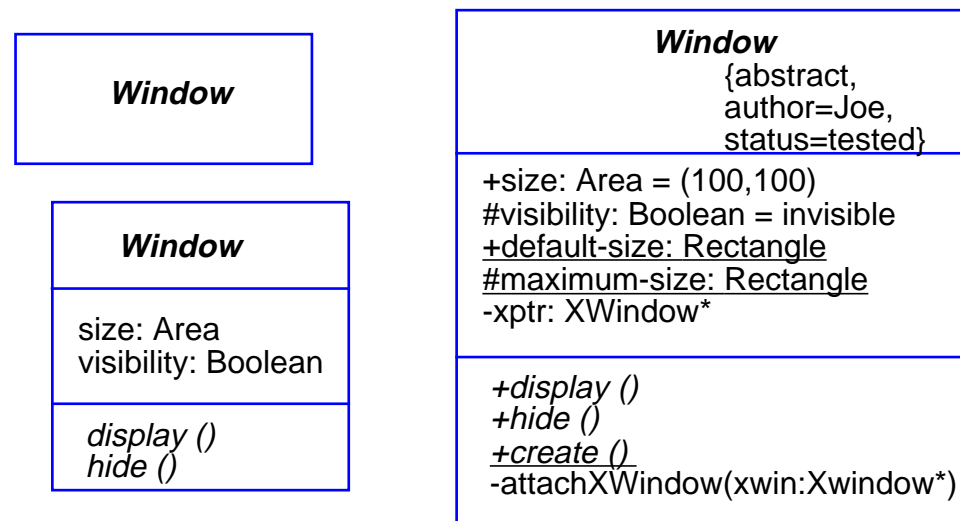 Window
Window
size: Area
visibility: Boolean
display ()
hide ()
Window
{abstract,
author=Joe,
status=tested}
+size: Area = (100,100)
#visibility: Boolean = invisible
+default-size: Rectangle
#maximum-size: Rectangle
-xptr: XWindow*
+display ()
+hide ()
+create ()
-attachXWindow(xwin:Xwindow*)